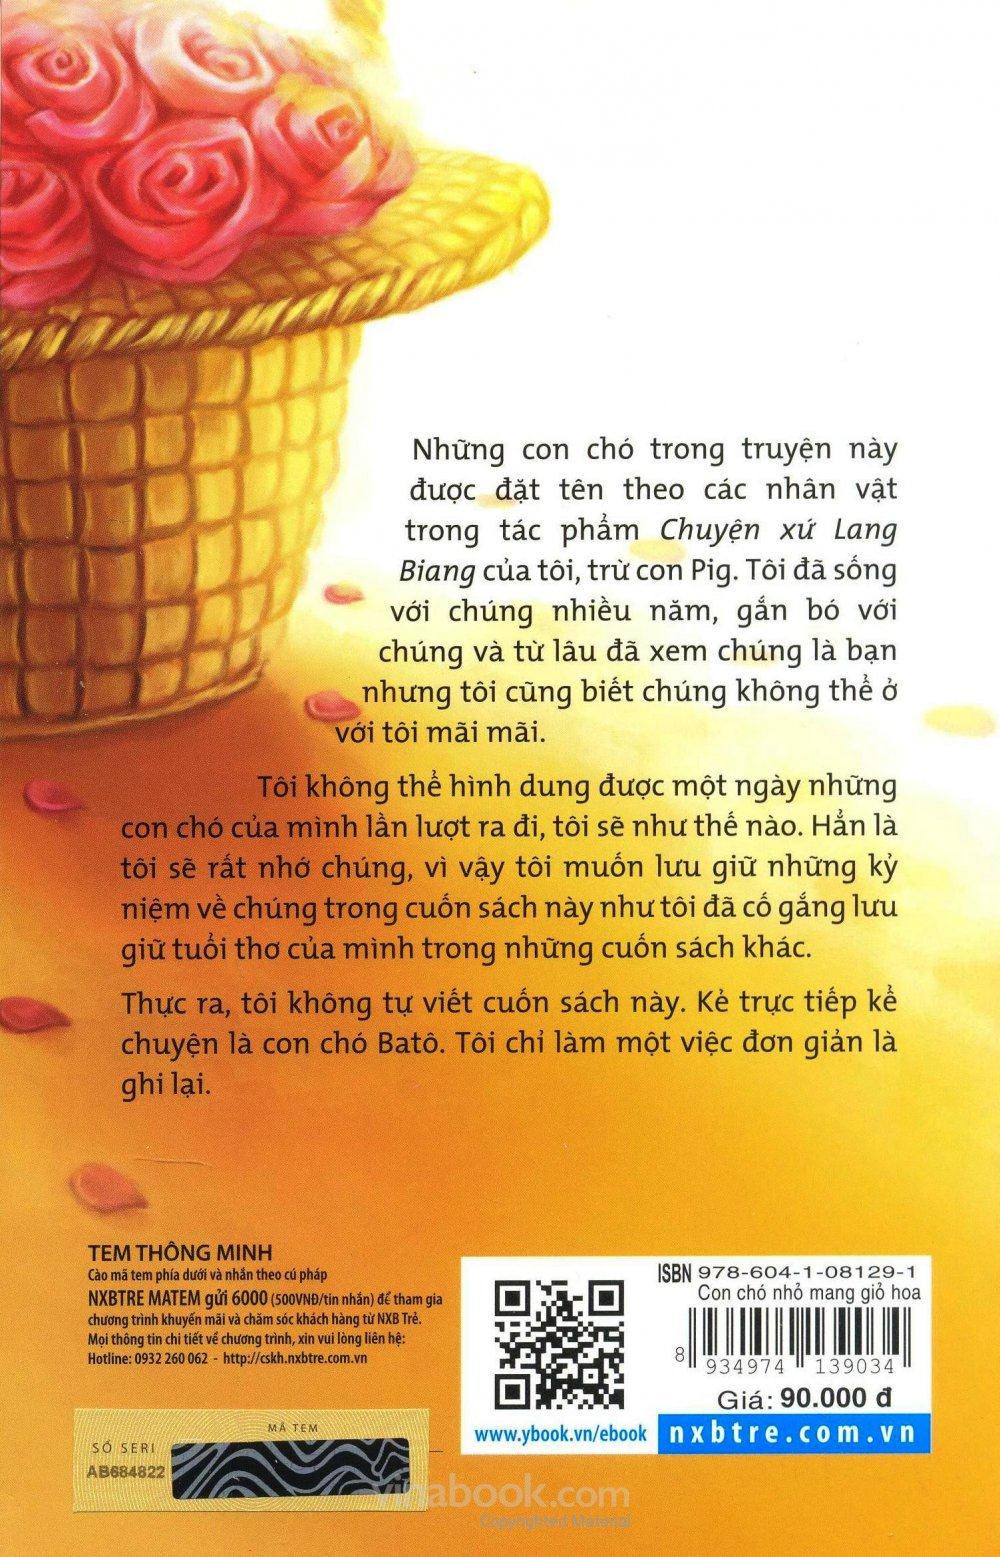 Những con chó trong truyện này
được đặt tên theo các nhân vật
trong tác phẩm Chuyện xứ Lang
Biang của tôi, trừ con Pig. Tôi đã sống
với chúng nhiều năm, gắn bó với
chúng và từ lâu đã xem chúng là bạn
nhưng tôi cũng biết chúng không thể ở
với tôi mãi mãi.
Tôi không thể hình dung được một ngày những
con chó của mình lần lượt ra đi, tôi sẽ như thế nào. Hẳn là
tôi sẽ rất nhớ chúng, vì vậy tôi muốn lưu giữ những kỷ
niệm về chúng trong cuốn sách này như tôi đã cố gắng lưu
giữ tuổi thơ của mình trong những cuốn sách khác.
Thực ra, tôi không tự viết cuốn sách này. Kẻ trực tiếp kể
chuyện là con chó Batô. Tôi chỉ làm một việc đơn giản là
ghi lại.
TEM THÔNG MINH
Cào mã tem phía dưới và nhắn theo cú pháp
NXBTRE MATEM gửi 6000 (500VNĐ/tin nhắn) để tham gia
chương trình khuyến mãi và chăm sóc khách hàng từ NXB Trẻ.
Mọi thông tin chi tiết về chương trình, xin vui lòng liên hệ:
Hotline: 0932 260 062 - http://cskh.nxbtre.com.vn
MÃ TEM
SỐ SERI
AB684822
ISBN 978-604-1-08129-1
Con chó nhỏ mang giỏ hoa
8 934974 139034
Giá: 90.000 đ
www.ybook.vn/ebook
nxbtre.com.vn
vinabook.com
Copyrighted Material